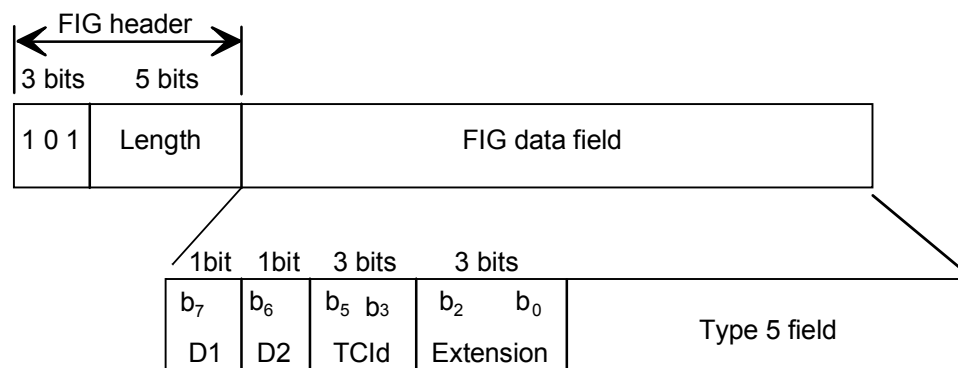 FIG header
3 bits 5 bits
1 0 1 Length FIG data field
1bit 1bit 3 bits 3 bits
b7 b6 b5 b3 b2 b0 Type 5 field
D1 D2 TCId Extension